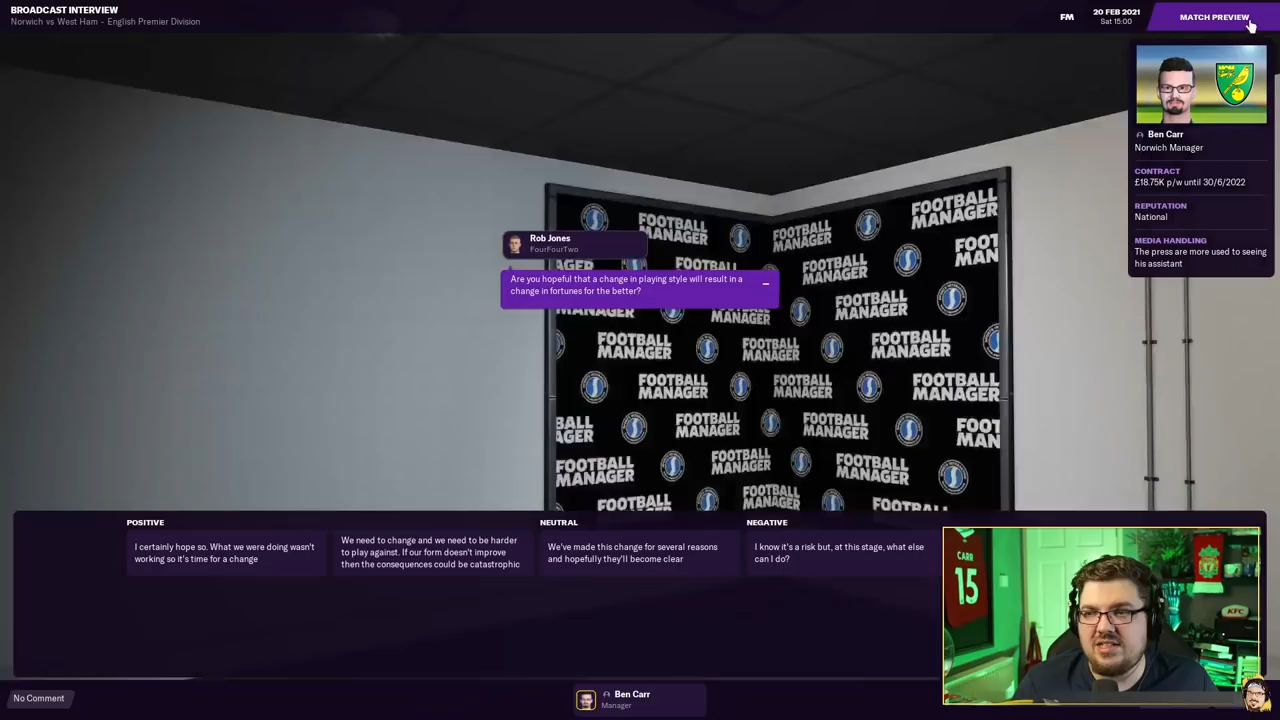 BROADCAST INTERVIEW
Norwich vs West Ham - English Premier Division
FM
20 FEB 2021
Sat 15:00
MATCH PREVIEW
Ben Carr
Norwich Manager
CONTRACT
£18.75K p/w until 30/6/2022
REPUTATION
National
MEDIA HANDLING
The press are more used to seeing
his assistant
Rob Jones
FourFourTwo
Are you hopeful that a change in playing style will result in a
change in fortunes for the better?
FOOTBALL
MANAGER
POSITIVE
NEUTRAL
NEGATIVE
I certainly hope so. What we were doing wasn't
working so it's time for a change
We need to change and we need to be harder
to play against. If our form doesn't improve
then the consequences could be catastrophic
We've made this change for several reasons
and hopefully they'll become clear
I know it's a risk but, at this stage, what else
can I do?
CARR
15
KFC
No Comment
Ben Carr
Manager